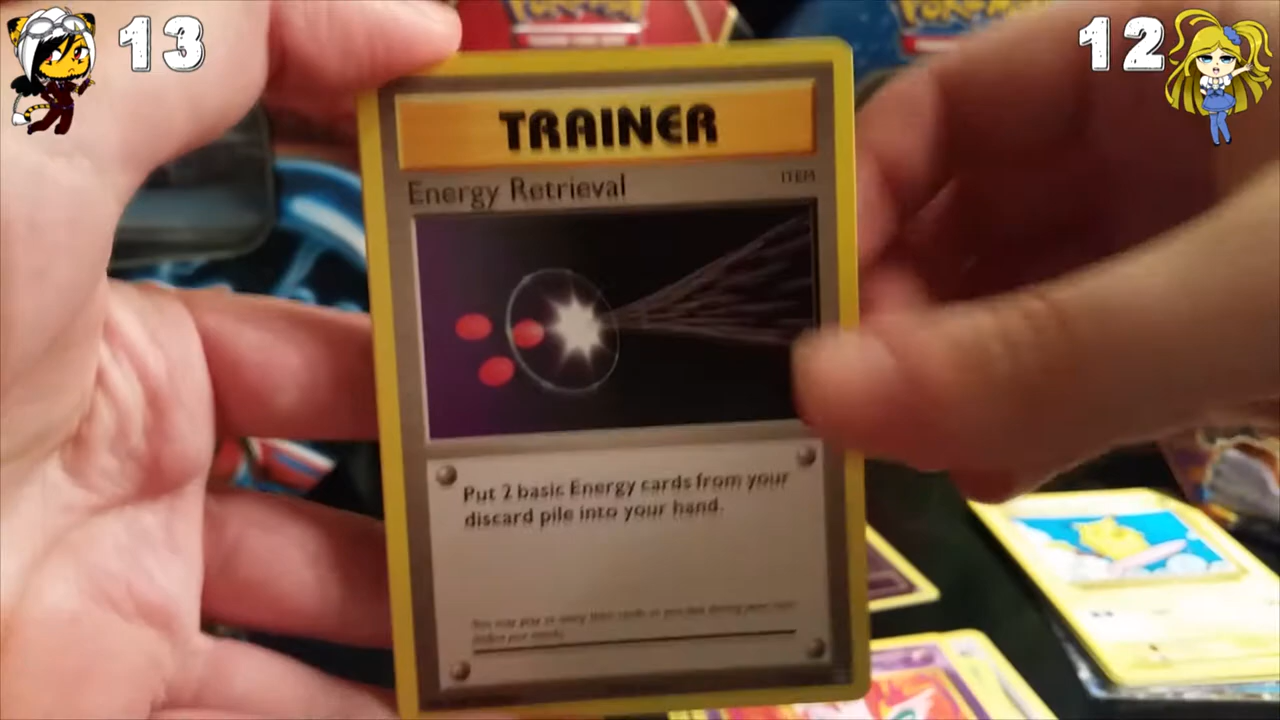 13
12
TRAINER
Energy Retrieval
ITEM
Put 2 basic Energy cards from your
discard pile into your hand.